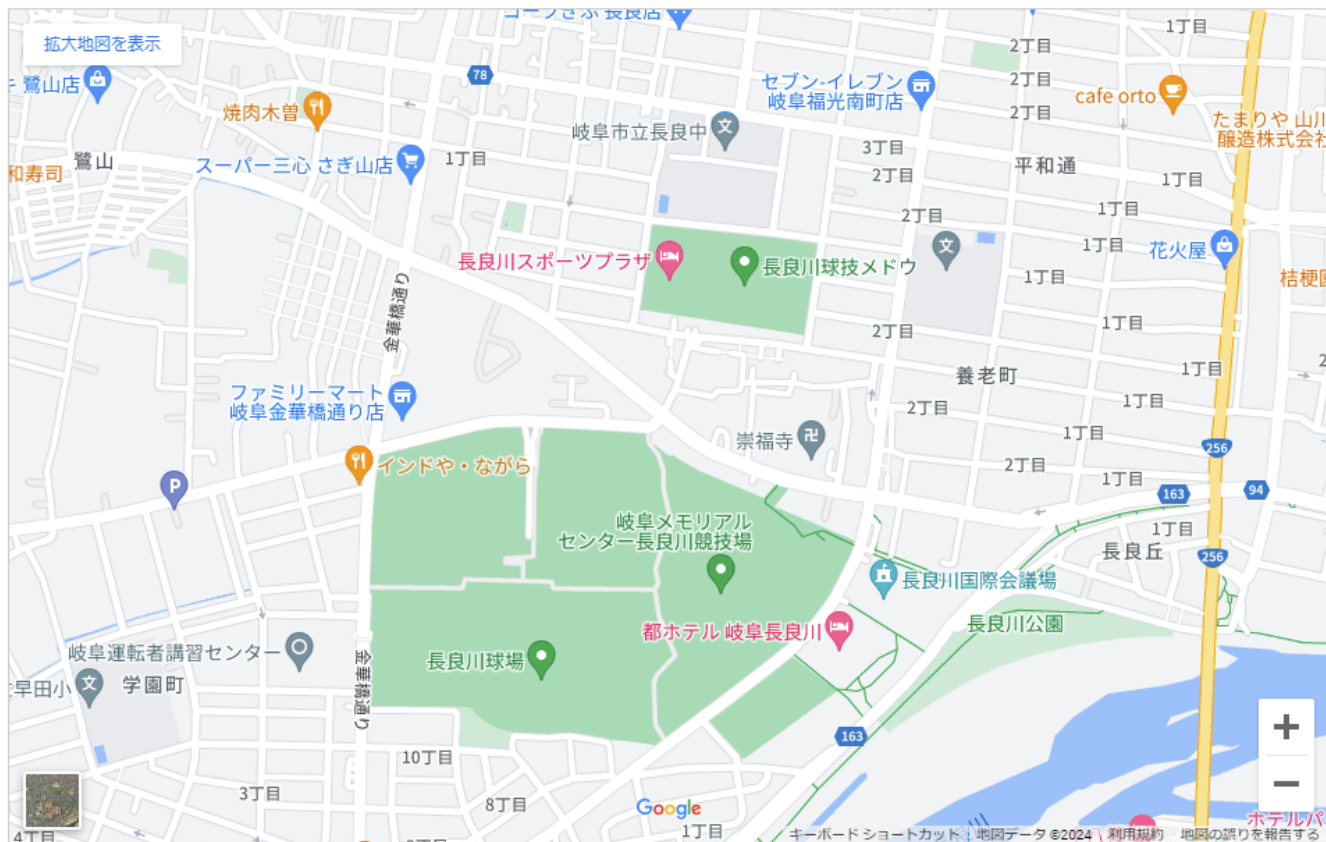 拡大地図を表示
コープぎふ 長良店
1丁目
2丁目
78
セブン-イレブン
岐阜福光南町店
2丁目
鷺山店
cafe orto
焼肉木曽
2丁目
たまりや 山川
醸造株式会社
岐阜市立長良中
3丁目
鷺山
スーパー三心 さぎ山店
1丁目
平和通
和寿司
2丁目
1丁目
2丁目
1丁目
長良川スポーツプラザ
長良川球技メドウ
1丁目
花火屋
1丁目
金華橋通り
2丁目
1丁目
養老町
1丁目
ファミリーマート
岐阜金華橋通り店
2丁目
1丁目
崇福寺
1丁目
256
インドや・ながら
2丁目
1丁目
P
163
94
岐阜メモリアル
センター長良川競技場
1丁目
長良丘
256
長良川国際会議場
都ホテル 岐阜長良川
長良川公園
岐阜運転者講習センター
長良川球場
金華橋通り
早田小
学園町
163
10丁目
3丁目
8丁目
Google
1丁目
4丁目
キーボード ショートカット
地図データ ©2024
利用規約
地図の誤りを報告する